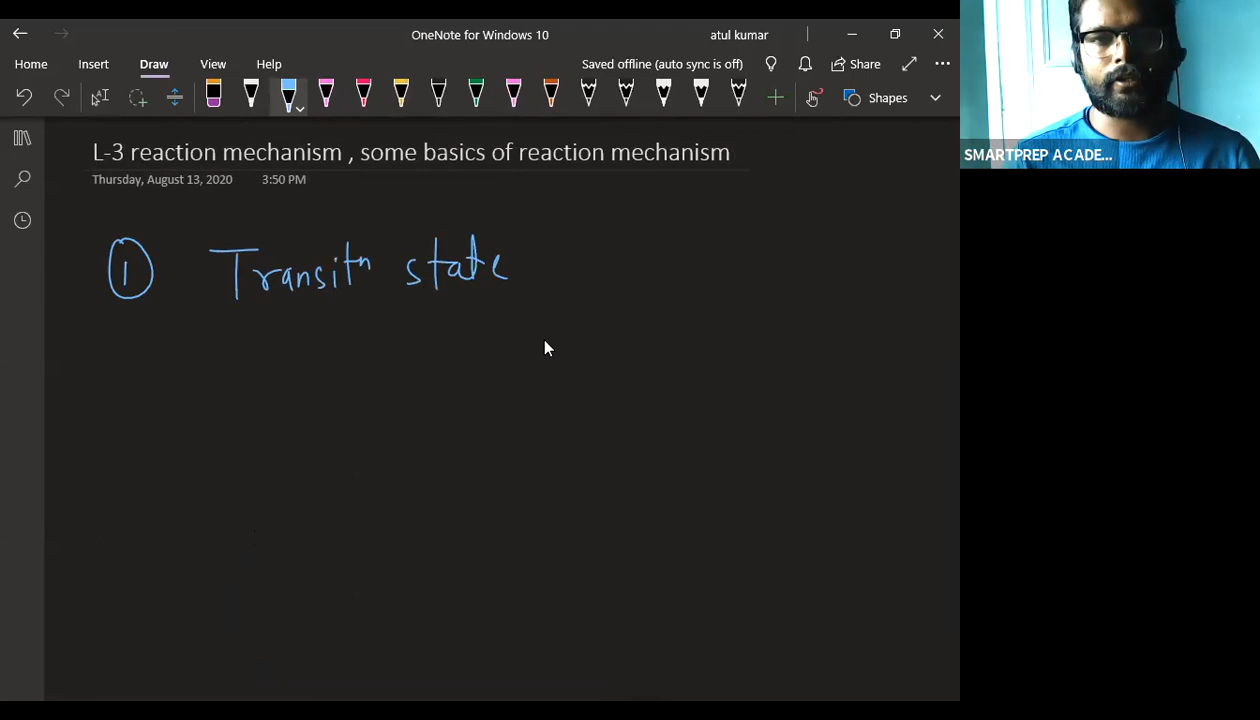 OneNote for Windows 10
atul kumar
Home Insert Draw View Help
Saved offline (auto sync is off)
Share
Shapes
SMARTPREP ACADE...
L-3 reaction mechanism , some basics of reaction mechanism
Thursday, August 13, 2020 3:50 PM
1 Transitn state